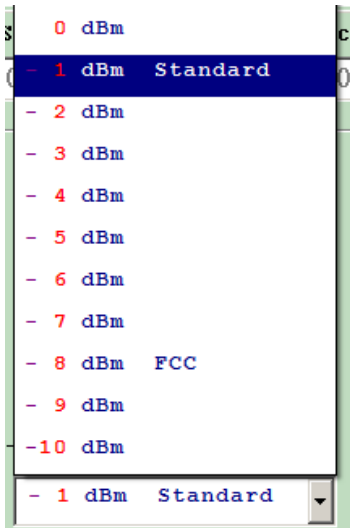 0 dBm
- 1 dBm Standard
- 2 dBm
- 3 dBm
- 4 dBm
- 5 dBm
- 6 dBm
- 7 dBm
- 8 dBm FCC
- 9 dBm
-10 dBm
- 1 dBm Standard